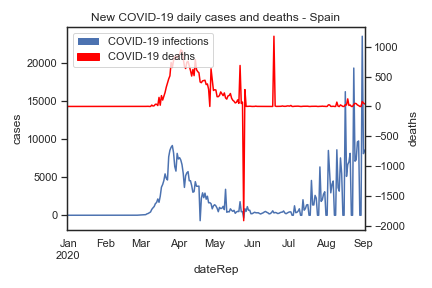 New COVID-19 daily cases and deaths - Spain
COVID-19 infections
COVID-19 deaths
cases
20000
15000
10000
5000
0
deaths
1000
500
0
−500
−1000
−1500
−2000
Jan Feb Mar Apr May Jun Jul Aug Sep
2020
dateRep